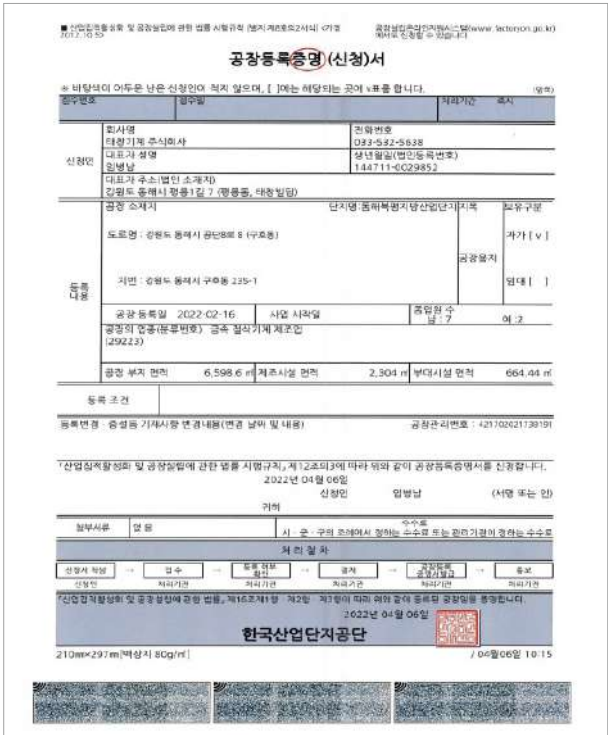 ■ 산업집적활성화 및 공장설립에 관한 법률 시행규칙 [별지 제8호의2서식] <개정 2012.10.5>
공장설립온라인지원시스템(www.factoryon.go.kr)에서도 신청할 수 있습니다
공장등록증명(신청)서
※ 바탕색이 어두운 난은 신청인이 적지 않으며, [ ]에는 해당되는 곳에 v표를 합니다.
접수번호 접수일 처리기간 즉시
신청인
회사명
태정기계 주식회사
전화번호
033-532-5638
대표자 성명
임병남
생년월일(법인등록번호)
144711-0029852
대표자 주소(법인 소재지)
강원도 동해시 평릉1길 7 (평릉동, 태정빌딩)
등록내용
공장 소재지 단지명:동해북평지방산업단지 지목 보유구분
도로명 : 강원도 동해시 공단8로 8 (구호동)
자가 [ v ]
공장용지
지번 : 강원도 동해시 구호동 235-1
임대 [ ]
공장 등록일 2022-02-16 사업 시작일 종업원 수
남 : 7 여 :2
공장의 업종(분류번호) 금속 절삭기계 제조업
(29223)
공장 부지 면적 6,598.6 ㎡ 제조시설 면적 2,304 ㎡ 부대시설 면적 664.44 ㎡
등록 조건
등록변경ㆍ증설등 기재사항 변경내용(변경 날짜 및 내용) 공장관리번호 :
「산업집적활성화 및 공장설립에 관한 법률 시행규칙」 제12조의3에 따라 위와 같이 공장등록증명서를 신청합니다.
2022년 04월 06일
신청인 임병남 (서명 또는 인)
귀하
첨부서류 없음
수수료
시ㆍ군ㆍ구의 조례에서 정하는 수수료 또는 관리기관이 정하는 수수료
처리절차
신청서 작성 → 접수 → 등록 여부 확인 → 결재 → 공장등록증명서발급 → 통보
신청인 처리기관 처리기관 처리기관 처리기관 처리기관
「산업집적활성화 및 공장설립에 관한 법률」 제16조제1항ㆍ제2항ㆍ제3항에 따라 위와 같이 등록된 공장임을 증명합니다.
2022년 04월 06일
한국산업단지공단
210㎜×297㎜[백상지 80g/㎡]
/ 04월06일 10:15